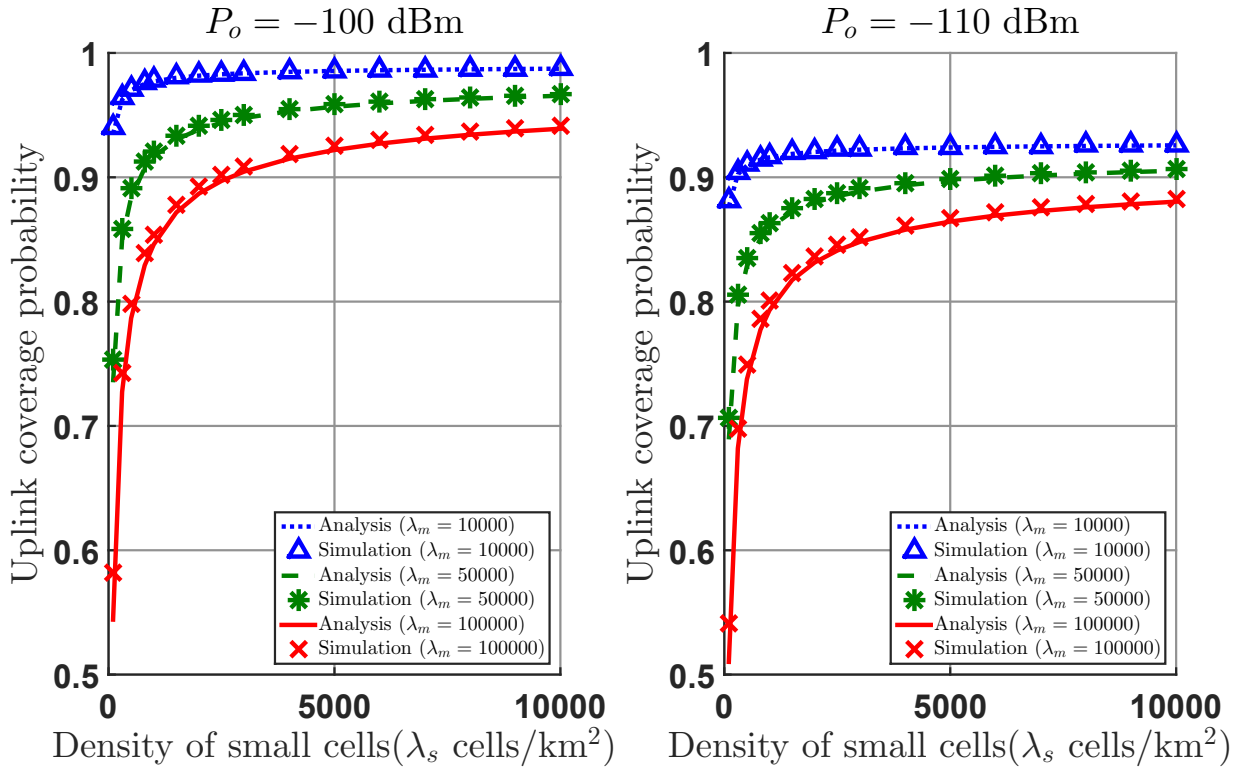 P_o = −100 dBm
Uplink coverage probability
1
0.9
0.8
0.7
0.6
0.5
0
5000
10000
Density of small cells(λ_s cells/km²)
Analysis (λ_m = 10000)
Simulation (λ_m = 10000)
Analysis (λ_m = 50000)
Simulation (λ_m = 50000)
Analysis (λ_m = 100000)
Simulation (λ_m = 100000)
P_o = −110 dBm
Uplink coverage probability
1
0.9
0.8
0.7
0.6
0.5
0
5000
10000
Density of small cells(λ_s cells/km²)
Analysis (λ_m = 10000)
Simulation (λ_m = 10000)
Analysis (λ_m = 50000)
Simulation (λ_m = 50000)
Analysis (λ_m = 100000)
Simulation (λ_m = 100000)